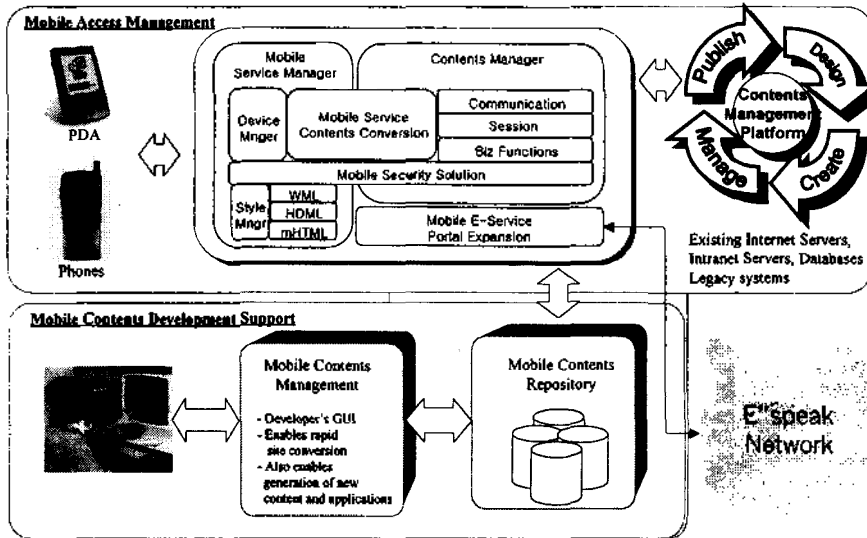 Mobile Access Management
PDA
Phones
Mobile
Service Manager
Contents Manager
Device
Mnger
Mobile Service
Contents Conversion
Communication
Session
Biz Functions
Mobile Security Solution
Style
Mngr
WML
HDML
mHTML
Mobile E-Service
Portal Expansion
Publish
Design
Create
Manage
Contents
Management
Platform
Existing Internet Servers,
Intranet Servers, Databases
Legacy systems
Mobile Contents Development Support
Mobile Contents
Management
- Developer's GUI
- Enables rapid
site conversion
- Also enables
generation of new
content and applications
Mobile Contents
Repository
E"speak
Network